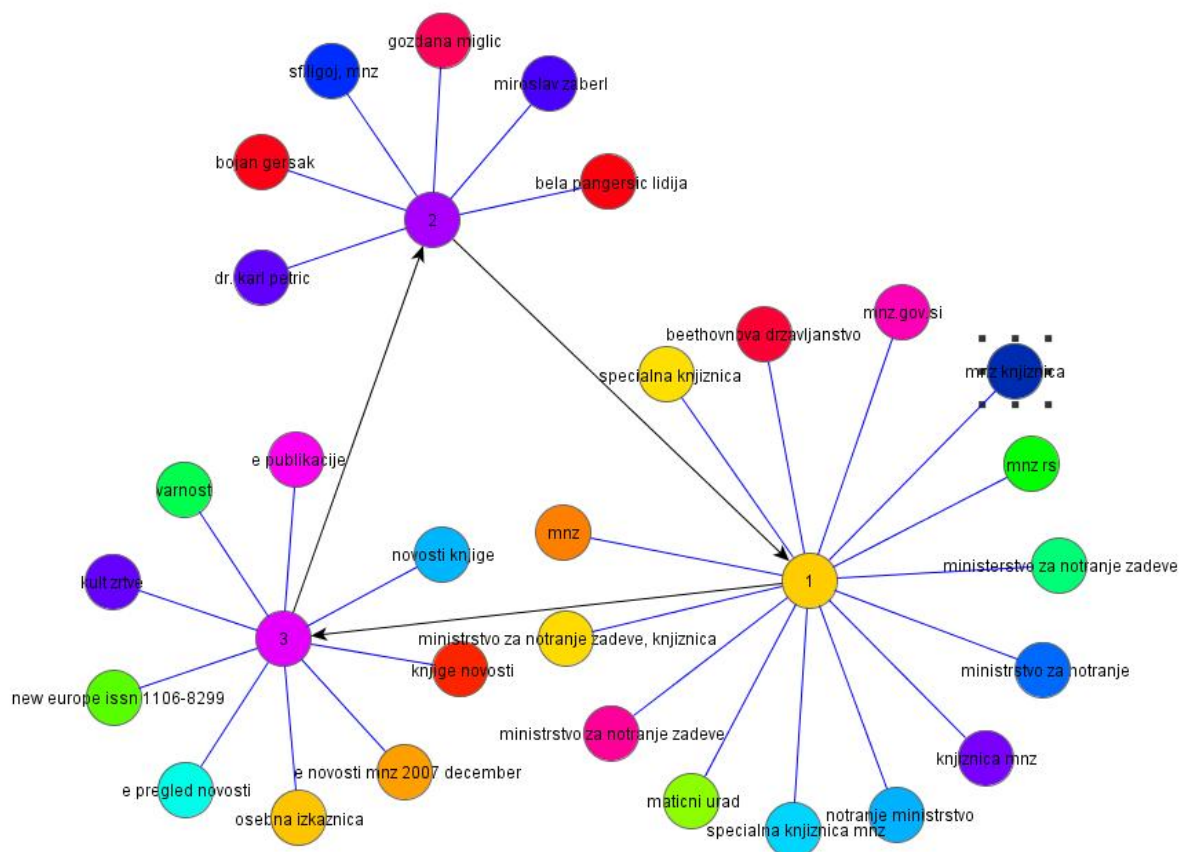 gozdana miglic
sfiligoj, mnz
miroslav zaberl
bojan gersak
bela pangersic lidija
2
dr. karl petric
mnz.gov.si
beethovnova drzavljanstvo
specialna knjiznica
mnz knjiznica
e publikacije
mnz rs
varnost
mnz
novosti knjige
ministerstvo za notranje zadeve
kult zrtve
1
3
ministrstvo za notranje zadeve, knjiznica
knjige novosti
ministrstvo za notranje
new europe issn 1106-8299
ministrstvo za notranje zadeve
knjiznica mnz
e novosti mnz 2007 december
e pregled novosti
maticni urad
notranje ministrstvo
osebna izkaznica
specialna knjiznica mnz